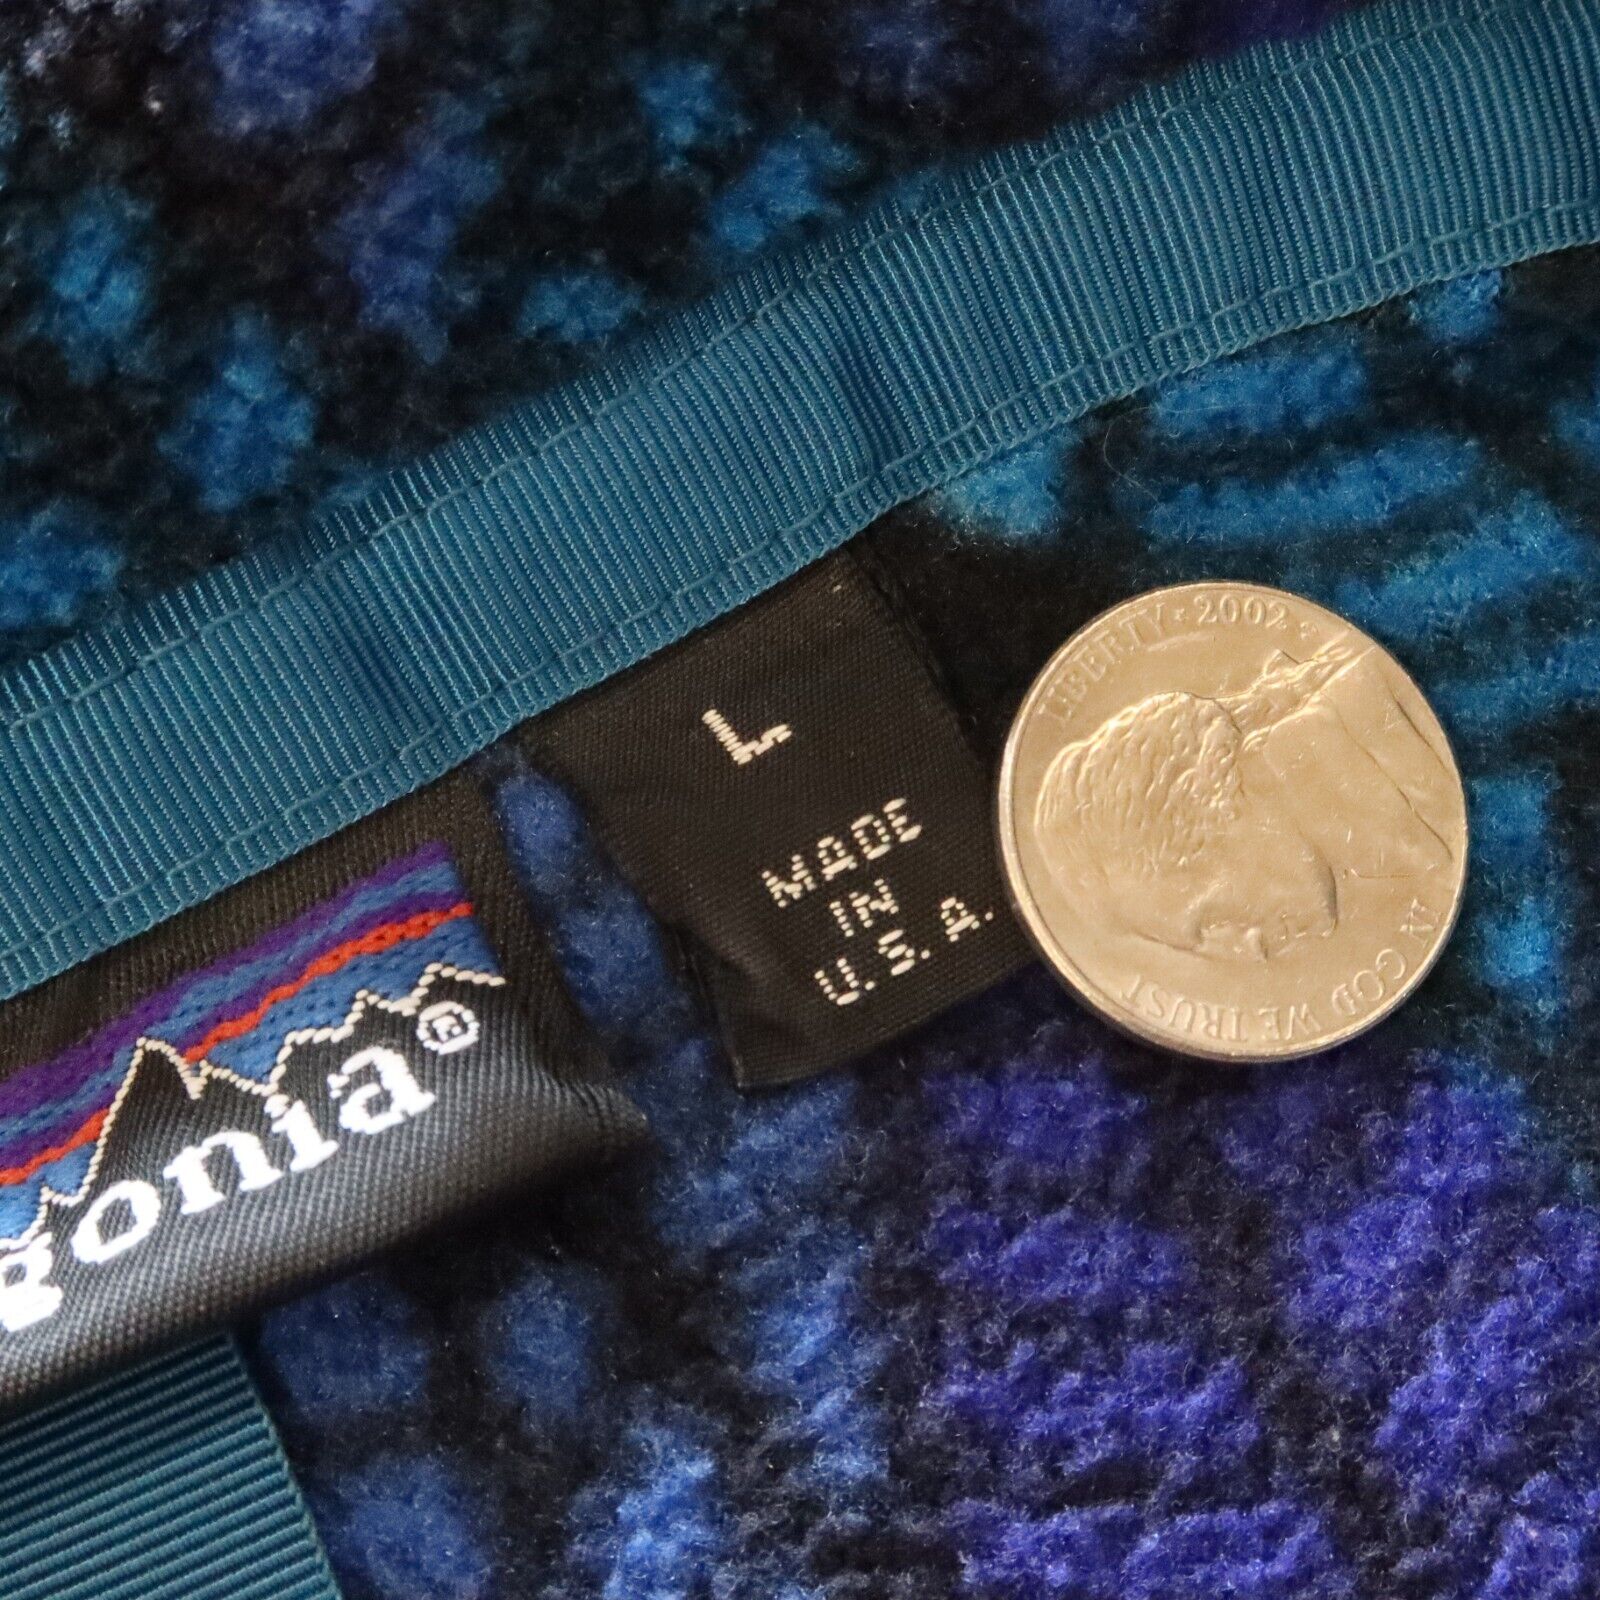 L
MADE
IN
U.S.A.
gonia®
LIBERTY 2002
IN GOD WE TRUST